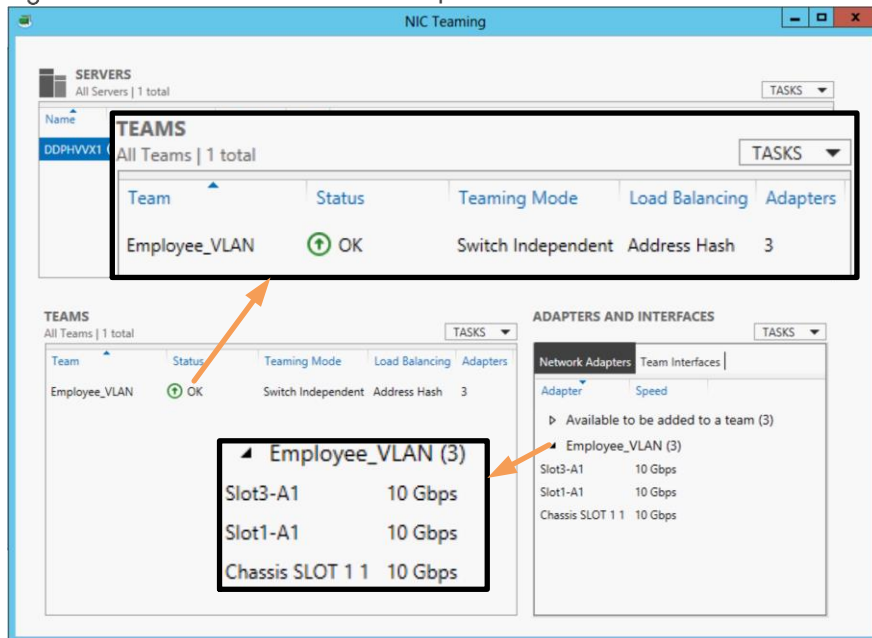 NIC Teaming
SERVERS
All Servers | 1 total
TASKS
Name
DDPHVVX1
TEAMS
All Teams | 1 total
TASKS
Team Status Teaming Mode Load Balancing Adapters
Employee_VLAN OK Switch Independent Address Hash 3
TEAMS
All Teams | 1 total
TASKS
Team Status Teaming Mode Load Balancing Adapters
Employee_VLAN OK Switch Independent Address Hash 3
Employee_VLAN (3)
Slot3-A1 10 Gbps
Slot1-A1 10 Gbps
Chassis SLOT 1 1 10 Gbps
ADAPTERS AND INTERFACES
TASKS
Network Adapters Team Interfaces
Adapter Speed
Available to be added to a team (3)
Employee_VLAN (3)
Slot3-A1 10 Gbps
Slot1-A1 10 Gbps
Chassis SLOT 1 1 10 Gbps